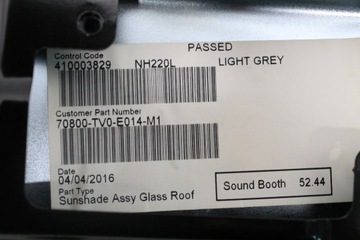 PASSED
Control Code
410003829 NH220L LIGHT GREY
Customer Part Number
70800-TV0-E014-M1
Date
04/04/2016
Part Type
Sunshade Assy Glass Roof
Sound Booth 52.44